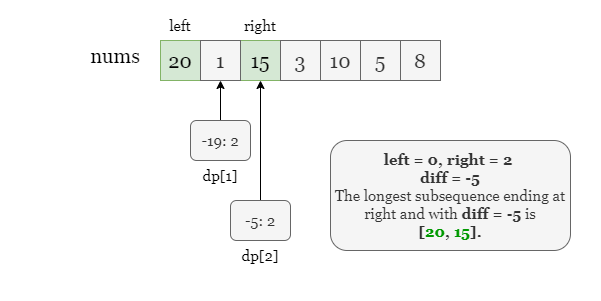 left right
nums 20 1 15 3 10 5 8
-19: 2
dp[1]
-5: 2
dp[2]
left = 0, right = 2
diff = -5
The longest subsequence ending at
right and with diff = -5 is
[20, 15].